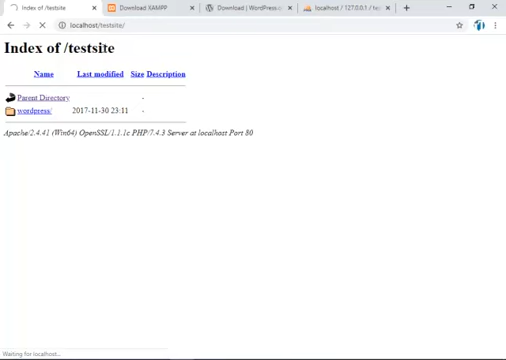 Index of /testsite
Download XAMPP
Download | WordPress.o
localhost / 127.0.0.1 / tes
localhost/testsite/
Index of /testsite
Name Last modified Size Description
Parent Directory -
wordpress/ 2017-11-30 23:11 -
Apache/2.4.41 (Win64) OpenSSL/1.1.1c PHP/7.4.3 Server at localhost Port 80
Waiting for localhost...